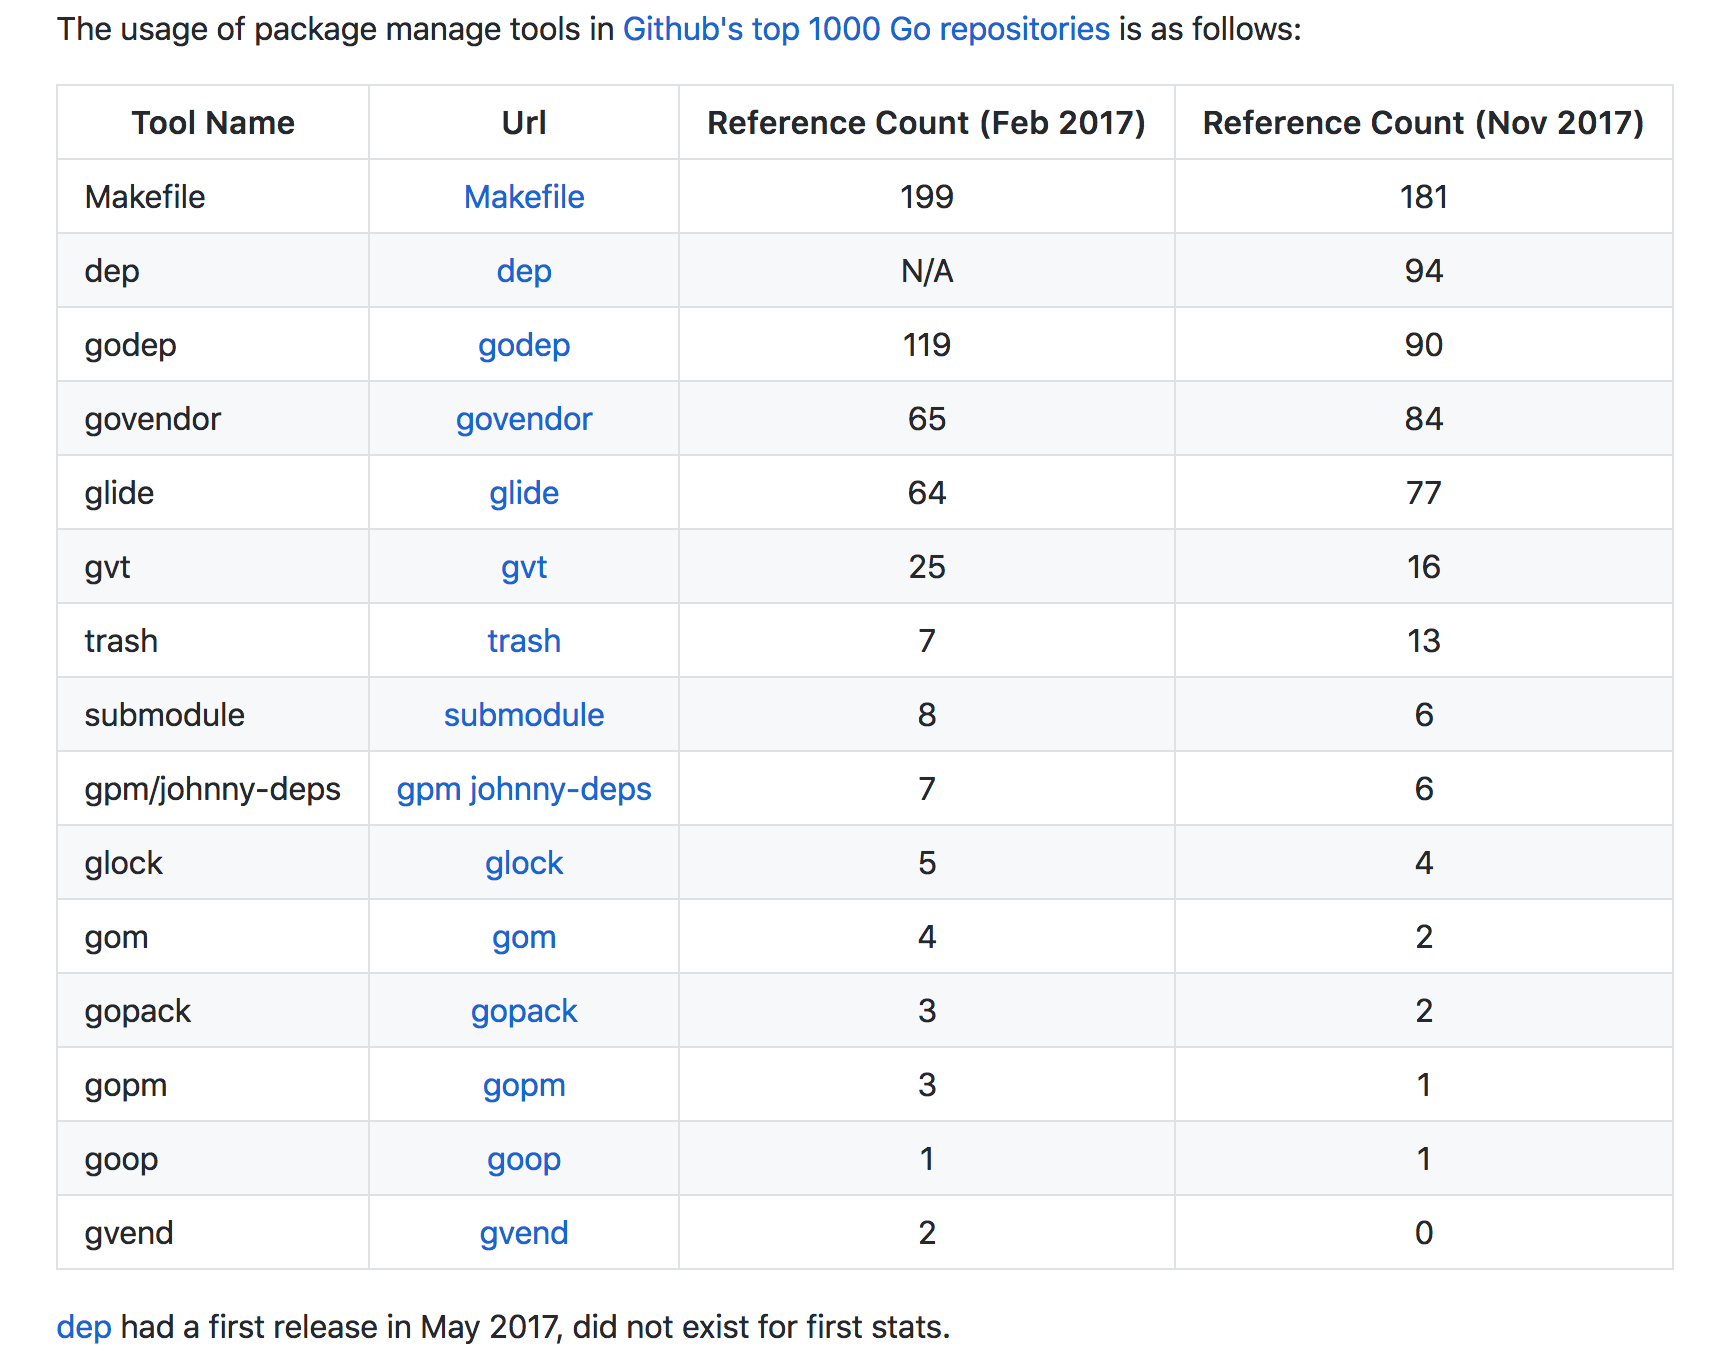 The usage of package manage tools in Github's top 1000 Go repositories is as follows:
Tool Name Url Reference Count (Feb 2017) Reference Count (Nov 2017)
Makefile Makefile 199 181
dep dep N/A 94
godep godep 119 90
govendor govendor 65 84
glide glide 64 77
gvt gvt 25 16
trash trash 7 13
submodule submodule 8 6
gpm/johnny-deps gpm johnny-deps 7 6
glock glock 5 4
gom gom 4 2
gopack gopack 3 2
gopm gopm 3 1
goop goop 1 1
gvend gvend 2 0
dep had a first release in May 2017, did not exist for first stats.